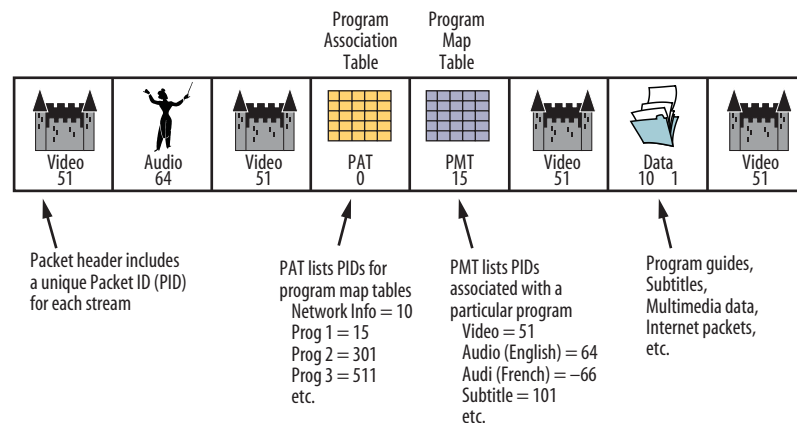 Program
Association
Table
Program
Map
Table
Video
51
Audio
64
Video
51
PAT
0
PMT
15
Video
51
Data
10 1
Video
51
Packet header includes
a unique Packet ID (PID)
for each stream
PAT lists PIDs for
program map tables
Network Info = 10
Prog 1 = 15
Prog 2 = 301
Prog 3 = 511
etc.
PMT lists PIDs
associated with a
particular program
Video = 51
Audio (English) = 64
Audi (French) = –66
Subtitle = 101
etc.
Program guides,
Subtitles,
Multimedia data,
Internet packets,
etc.